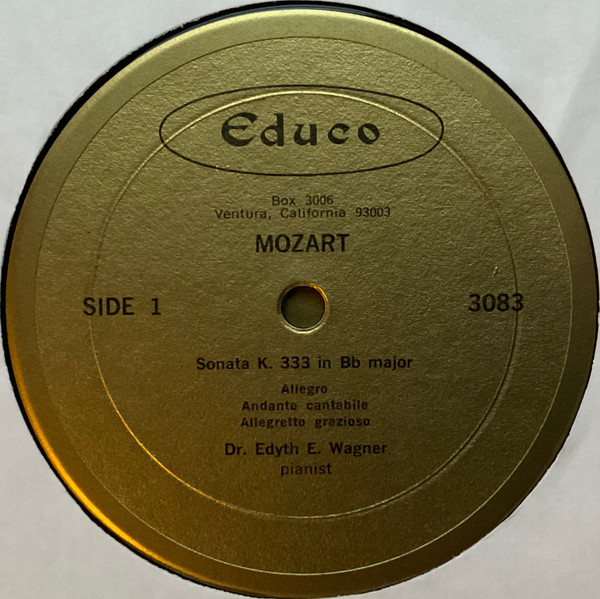 Educo
Box 3006
Ventura, California 93003
MOZART
SIDE 1
3083
Sonata K. 333 in Bb major
Allegro
Andante cantabile
Allegretto grazioso
Dr. Edyth E. Wagner
pianist